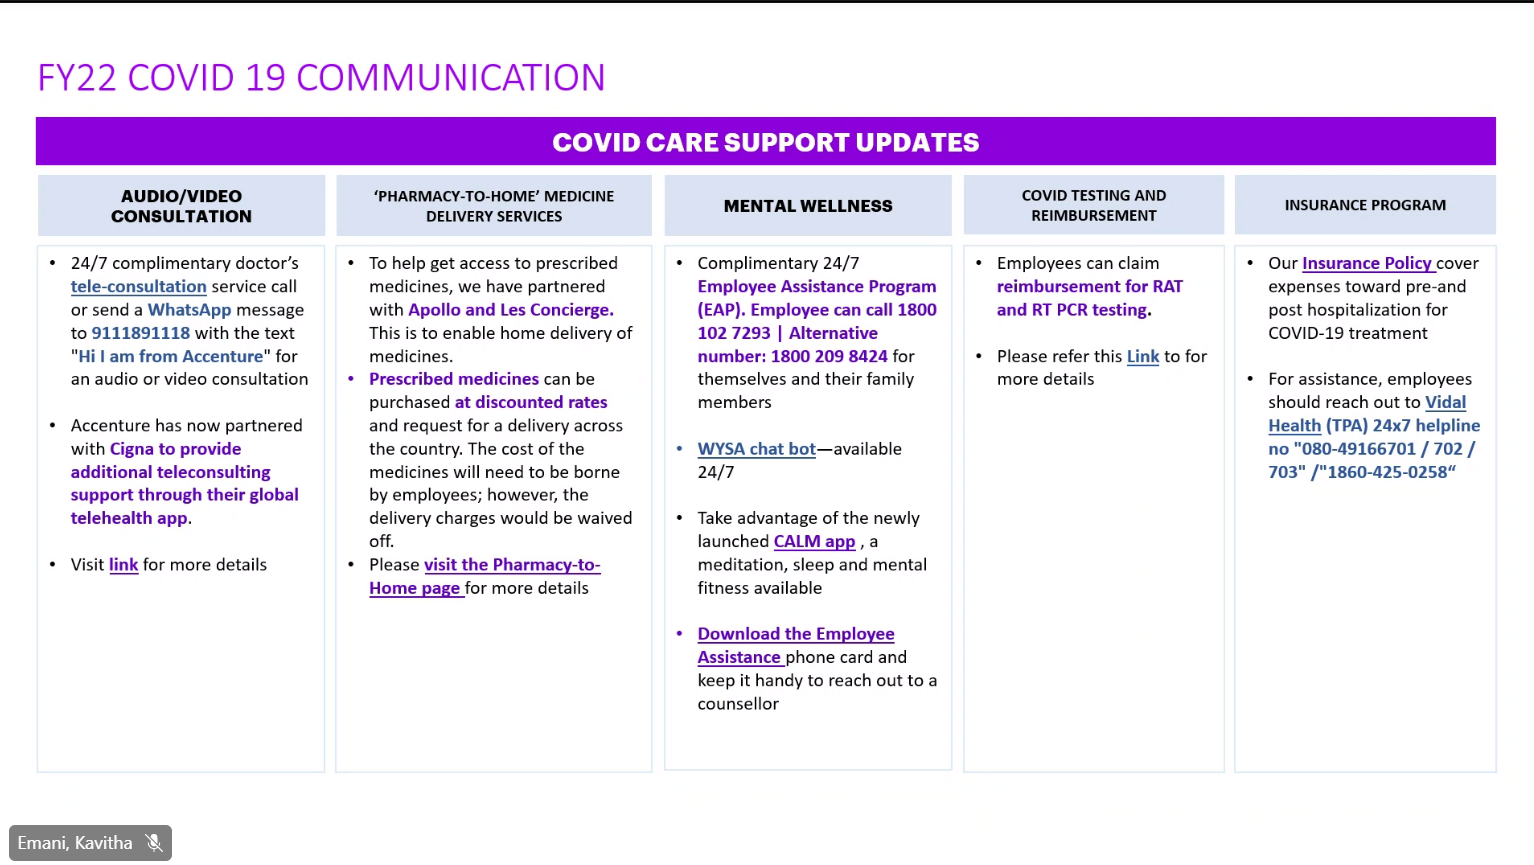 FY22 COVID 19 COMMUNICATION
COVID CARE SUPPORT UPDATES
AUDIO/VIDEO
CONSULTATION
• 24/7 complimentary doctor’s
tele-consultation service call
or send a WhatsApp message
to 9111891118 with the text
"Hi I am from Accenture" for
an audio or video consultation
• Accenture has now partnered
with Cigna to provide
additional teleconsulting
support through their global
telehealth app.
• Visit link for more details
‘PHARMACY-TO-HOME’ MEDICINE
DELIVERY SERVICES
• To help get access to prescribed
medicines, we have partnered
with Apollo and Les Concierge.
This is to enable home delivery of
medicines.
• Prescribed medicines can be
purchased at discounted rates
and request for a delivery across
the country. The cost of the
medicines will need to be borne
by employees; however, the
delivery charges would be waived
off.
• Please visit the Pharmacy-to-
Home page for more details
MENTAL WELLNESS
• Complimentary 24/7
Employee Assistance Program
(EAP). Employee can call 1800
102 7293 | Alternative
number: 1800 209 8424 for
themselves and their family
members
• WYSA chat bot—available
24/7
• Take advantage of the newly
launched CALM app , a
meditation, sleep and mental
fitness available
• Download the Employee
Assistance phone card and
keep it handy to reach out to a
counsellor
COVID TESTING AND
REIMBURSEMENT
• Employees can claim
reimbursement for RAT
and RT PCR testing.
• Please refer this Link to for
more details
INSURANCE PROGRAM
• Our Insurance Policy cover
expenses toward pre-and
post hospitalization for
COVID-19 treatment
• For assistance, employees
should reach out to Vidal
Health (TPA) 24x7 helpline
no "080-49166701 / 702 /
703" /"1860-425-0258“
Emani, Kavitha